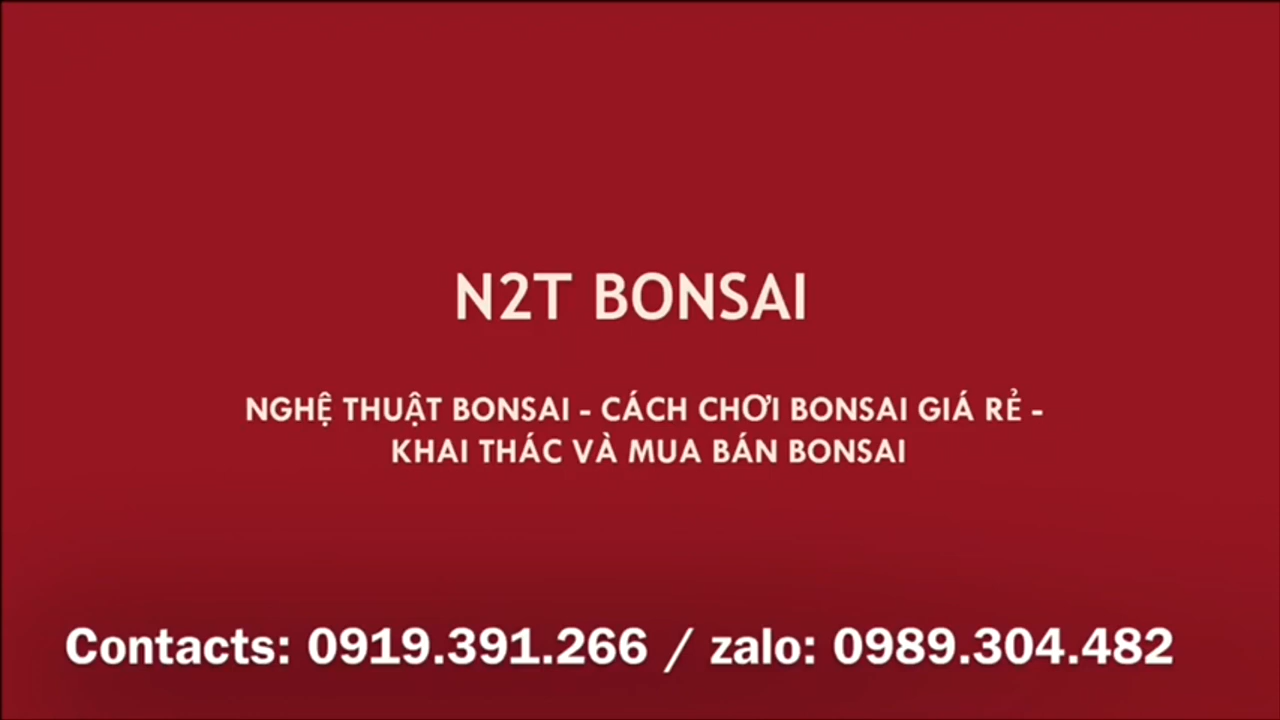 N2T BONSAI
NGHỆ THUẬT BONSAI - CÁCH CHƠI BONSAI GIÁ RẺ -
KHAI THÁC VÀ MUA BÁN BONSAI
Contacts: 0919.391.266 / zalo: 0989.304.482